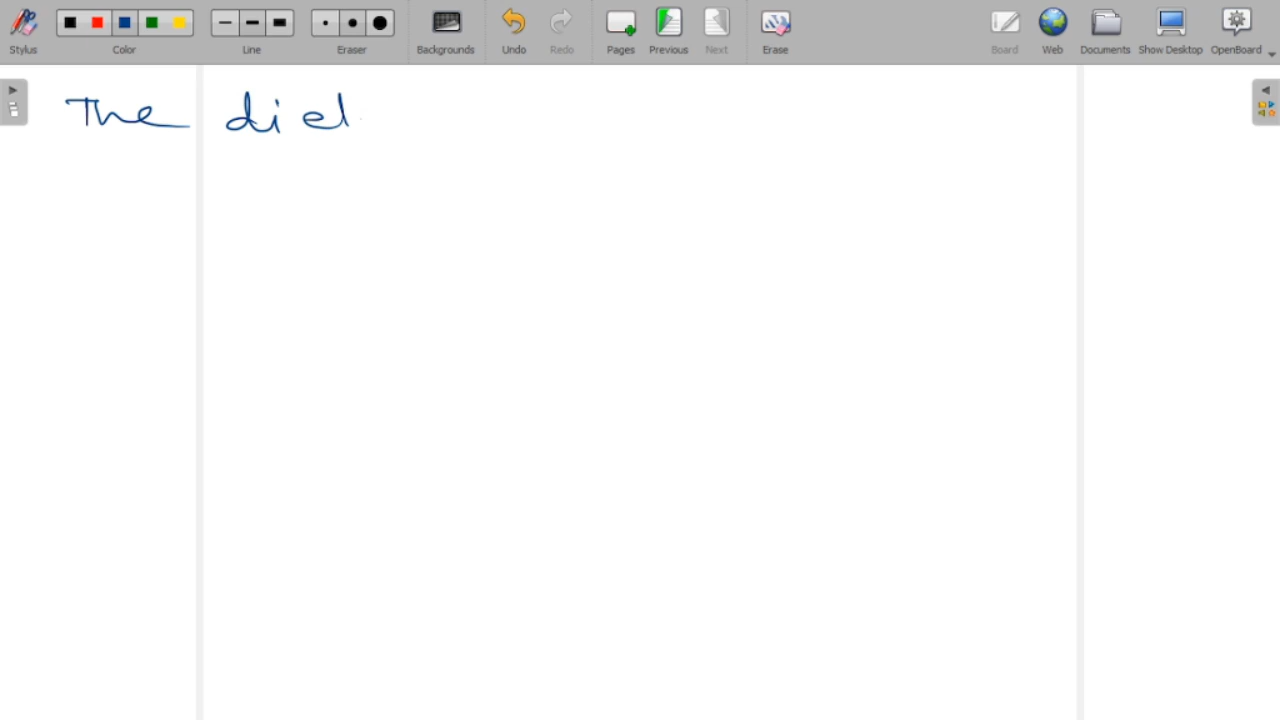 Stylus
Color
Line
Eraser
Backgrounds
Undo
Redo
Pages
Previous
Next
Erase
Board
Web
Documents
Show Desktop
OpenBoard
The diel